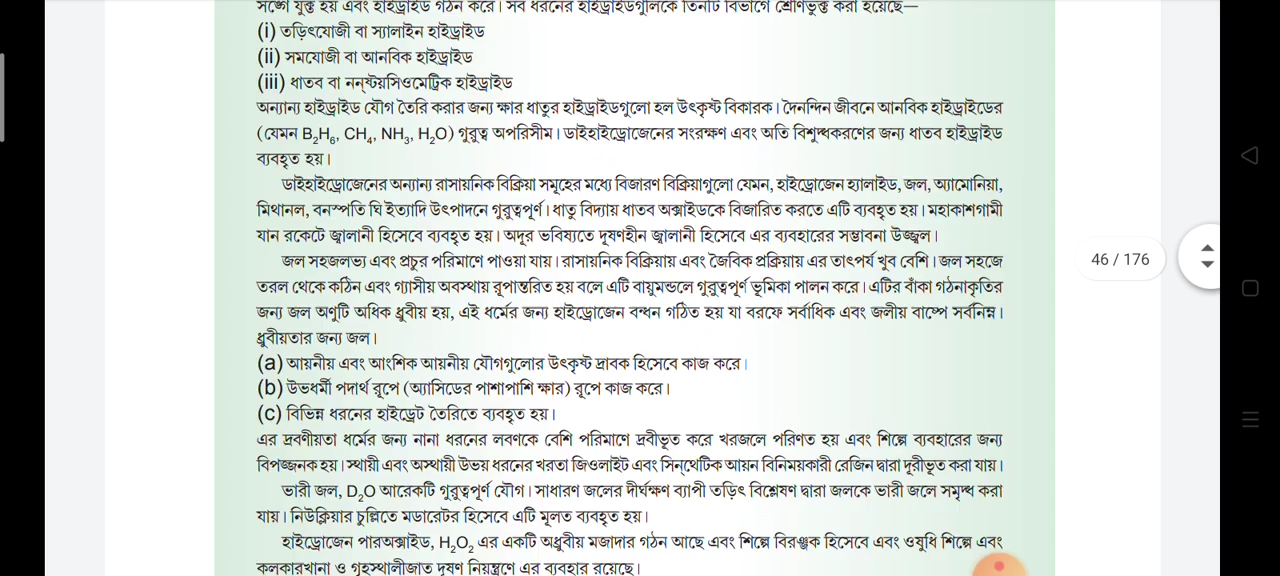 সঙ্গে যুক্ত হয় এবং হাইড্রাইড গঠন করে। সব ধরনের হাইড্রাইডগুলিকে তিনটি বিভাগে শ্রেণিভুক্ত করা হয়েছে—
(i) তড়িৎযোজী বা স্যালাইন হাইড্রাইড
(ii) সমযোজী বা আনবিক হাইড্রাইড
(iii) ধাতব বা নন্‌ষ্টয়সিওমেট্রিক হাইড্রাইড
অন্যান্য হাইড্রাইড যৌগ তৈরি করার জন্য ক্ষার ধাতুর হাইড্রাইডগুলো হল উৎকৃষ্ট বিকারক। দৈনন্দিন জীবনে আনবিক হাইড্রাইডের
(যেমন B₂H₆, CH₄, NH₃, H₂O) গুরুত্ব অপরিসীম। ডাইহাইড্রোজেনের সংরক্ষণ এবং অতি বিশুদ্ধকরণের জন্য ধাতব হাইড্রাইড
ব্যবহৃত হয়।
ডাইহাইড্রোজেনের অন্যান্য রাসায়নিক বিক্রিয়া সমূহের মধ্যে বিজারণ বিক্রিয়াগুলো যেমন, হাইড্রোজেন হ্যালাইড, জল, অ্যামোনিয়া,
মিথানল, বনস্পতি ঘি ইত্যাদি উৎপাদনে গুরুত্বপূর্ণ। ধাতু বিদ্যায় ধাতব অক্সাইডকে বিজারিত করতে এটি ব্যবহৃত হয়। মহাকাশগামী
যান রকেটে জ্বালানী হিসেবে ব্যবহৃত হয়। অদূর ভবিষ্যতে দূষণহীন জ্বালানী হিসেবে এর ব্যবহারের সম্ভাবনা উজ্জ্বল।
জল সহজলভ্য এবং প্রচুর পরিমাণে পাওয়া যায়। রাসায়নিক বিক্রিয়ায় এবং জৈবিক প্রক্রিয়ায় এর তাৎপর্য খুব বেশি। জল সহজে
তরল থেকে কঠিন এবং গ্যাসীয় অবস্থায় রূপান্তরিত হয় বলে এটি বায়ুমন্ডলে গুরুত্বপূর্ণ ভূমিকা পালন করে। এটির বাঁকা গঠনাকৃতির
জন্য জল অণুটি অধিক ধ্রুবীয় হয়, এই ধর্মের জন্য হাইড্রোজেন বন্ধন গঠিত হয় যা বরফে সর্বাধিক এবং জলীয় বাষ্পে সর্বনিম্ন।
ধ্রুবীয়তার জন্য জল।
(a) আয়নীয় এবং আংশিক আয়নীয় যৌগগুলোর উৎকৃষ্ট দ্রাবক হিসেবে কাজ করে।
(b) উভধর্মী পদার্থ রূপে (অ্যাসিডের পাশাপাশি ক্ষার) রূপে কাজ করে।
(c) বিভিন্ন ধরনের হাইড্রেট তৈরিতে ব্যবহৃত হয়।
এর দ্রবণীয়তা ধর্মের জন্য নানা ধরনের লবণকে বেশি পরিমাণে দ্রবীভূত করে খরজলে পরিণত হয় এবং শিল্পে ব্যবহারের জন্য
বিপজ্জনক হয়। স্থায়ী এবং অস্থায়ী উভয় ধরনের খরতা জিওলাইট এবং সিন্‌থেটিক আয়ন বিনিময়কারী রেজিন দ্বারা দূরীভূত করা যায়।
ভারী জল, D₂O আরেকটি গুরুত্বপূর্ণ যৌগ। সাধারণ জলের দীর্ঘক্ষণ ব্যাপী তড়িৎ বিশ্লেষণ দ্বারা জলকে ভারী জলে সমৃদ্ধ করা
যায়। নিউক্লিয়ার চুল্লিতে মডারেটর হিসেবে এটি মূলত ব্যবহৃত হয়।
হাইড্রোজেন পারঅক্সাইড, H₂O₂ এর একটি অধ্রুবীয় মজাদার গঠন আছে এবং শিল্পে বিরঞ্জক হিসেবে এবং ওষুধি শিল্পে এবং
কলকারখানা ও গৃহস্থালীজাত দূষণ নিয়ন্ত্রণে এর ব্যবহার রয়েছে।
46 / 176